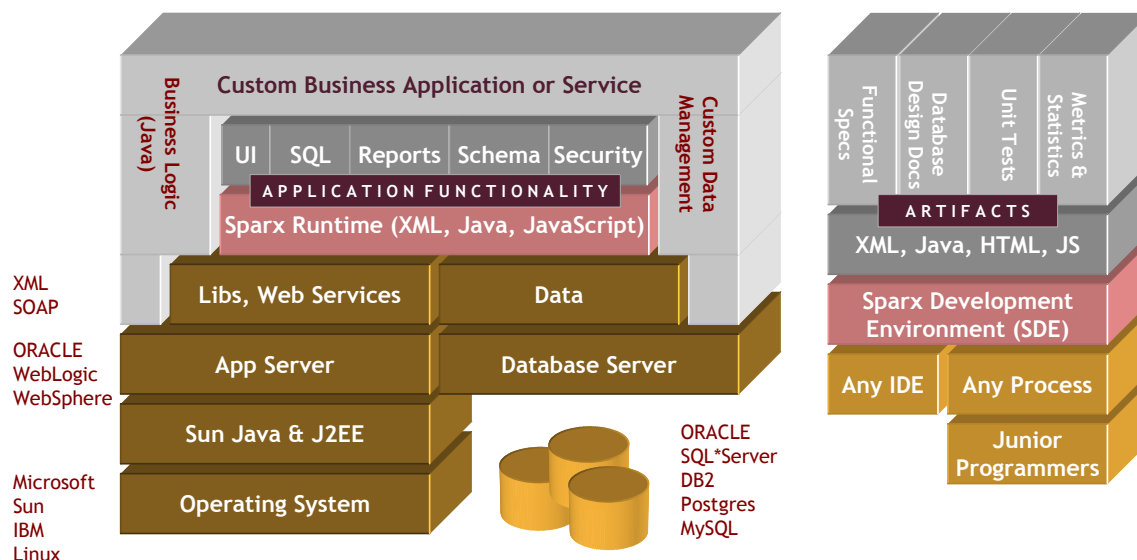 Custom Business Application or Service
Business Logic
(Java)
Custom Data
Management
UI
SQL
Reports
Schema
Security
APPLICATION FUNCTIONALITY
Sparx Runtime (XML, Java, JavaScript)
XML
SOAP
Libs, Web Services
Data
ORACLE
WebLogic
WebSphere
App Server
Database Server
Sun Java & J2EE
Operating System
Microsoft
Sun
IBM
Linux
ORACLE
SQL*Server
DB2
Postgres
MySQL
Functional
Specs
Database
Design Docs
Unit Tests
Metrics &
Statistics
ARTIFACTS
XML, Java, HTML, JS
Sparx Development
Environment (SDE)
Any IDE
Any Process
Junior
Programmers